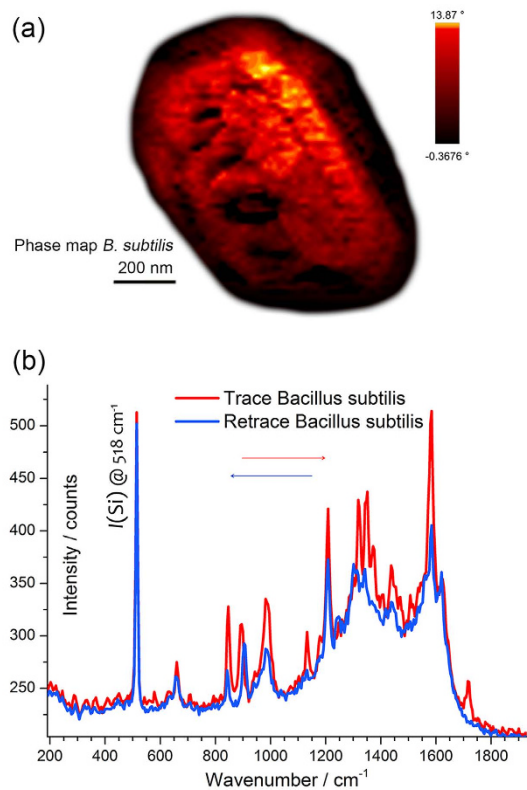 (a)
13.87 °
-0.3676 °
Phase map B. subtilis
200 nm
(b)
Trace Bacillus subtilis
Retrace Bacillus subtilis
I(Si) @ 518 cm-1
Intensity / counts
500
450
400
350
300
250
200 400 600 800 1000 1200 1400 1600 1800
Wavenumber / cm-1